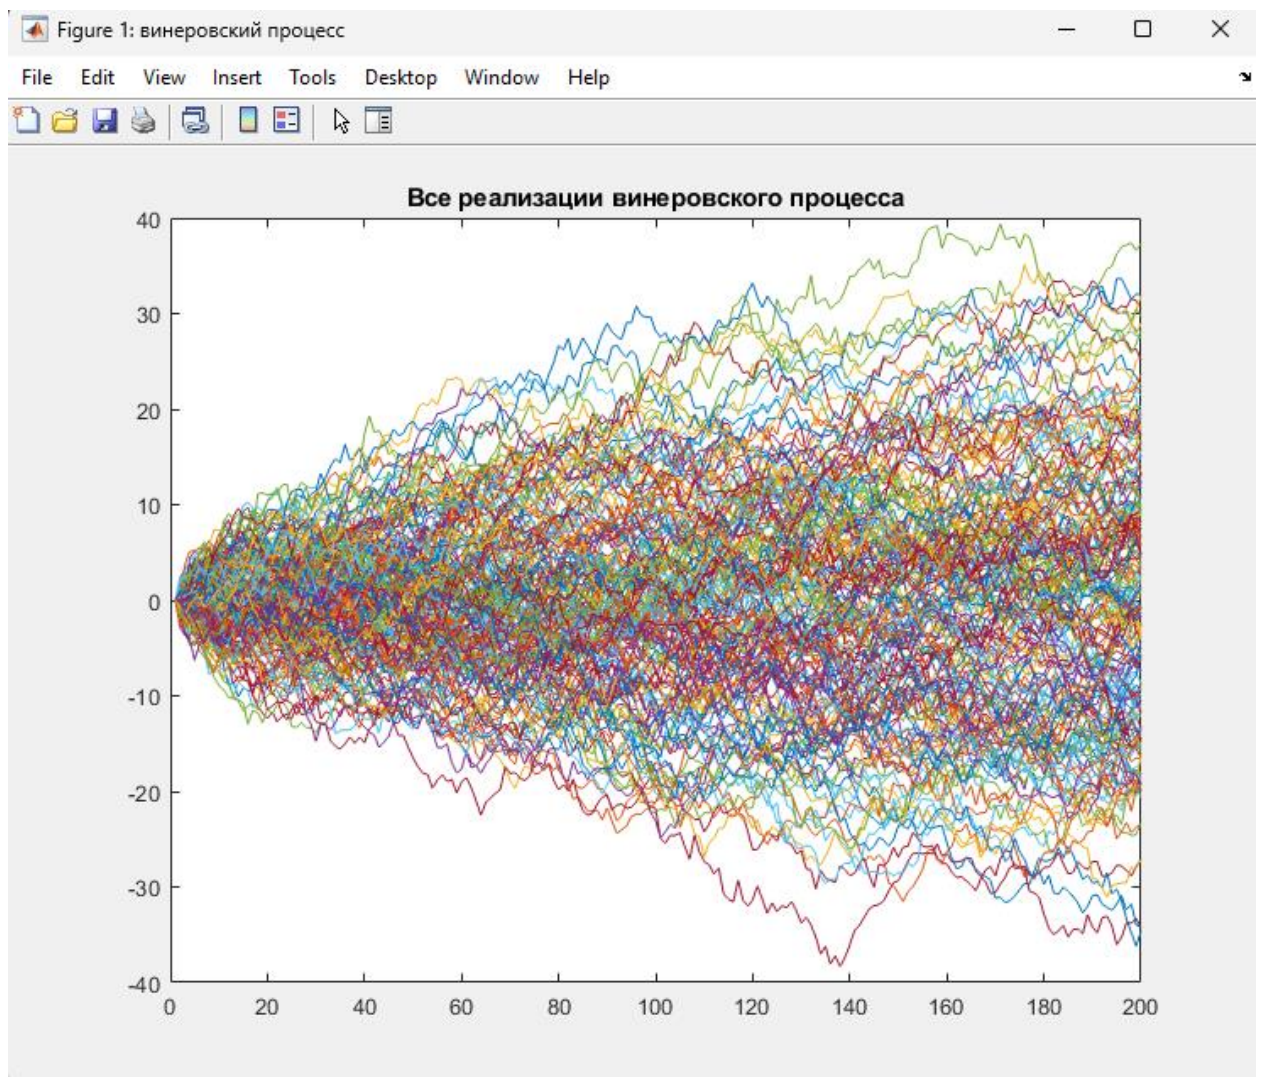 Figure 1: винеровский процесс
File Edit View Insert Tools Desktop Window Help
Все реализации винеровского процесса
40
30
20
10
0
-10
-20
-30
-40
0 20 40 60 80 100 120 140 160 180 200